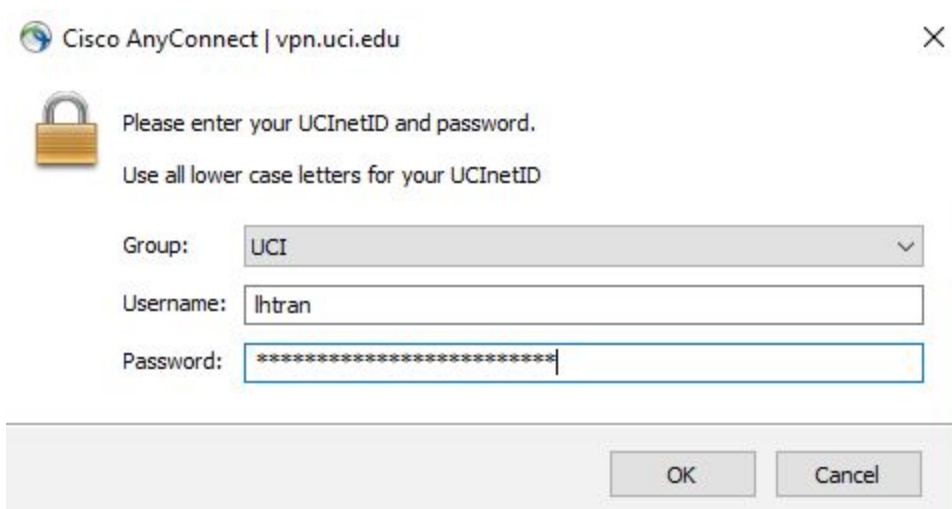 Cisco AnyConnect | vpn.uci.edu
Please enter your UCInetID and password.
Use all lower case letters for your UCInetID
Group: UCI
Username: lhtran
Password: *************************
OK Cancel